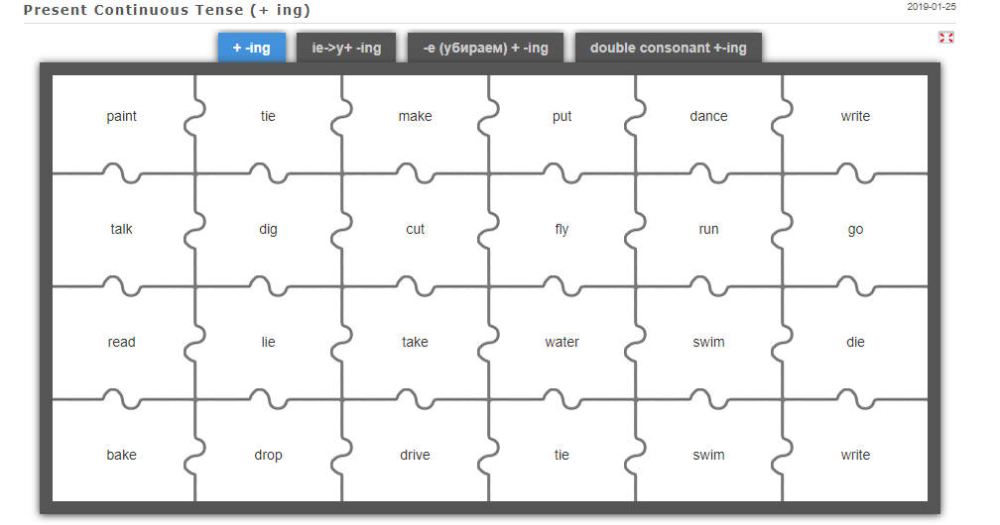 Present Continuous Tense (+ ing)
2019-01-25
+ -ing ie->y+ -ing -e (убираем) + -ing double consonant +-ing
paint tie make put dance write
talk dig cut fly run go
read lie take water swim die
bake drop drive tie swim write